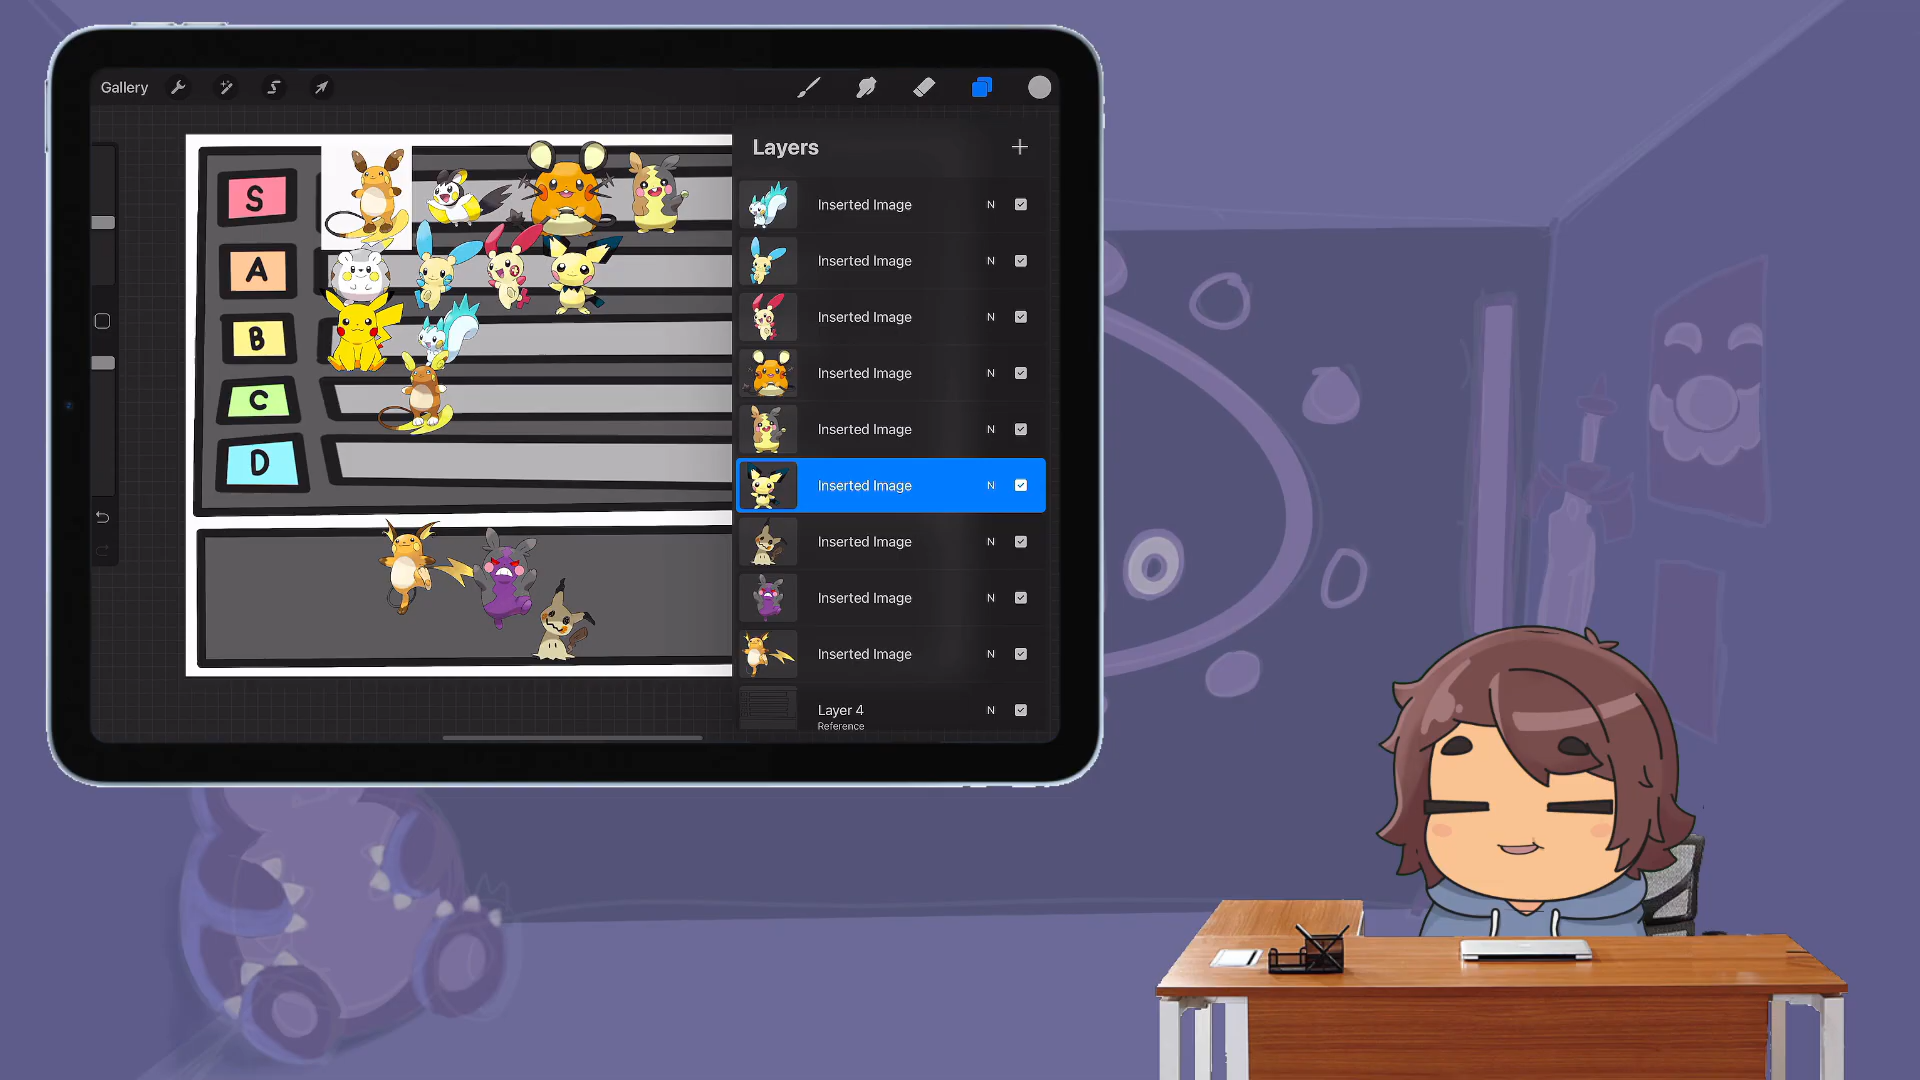 Gallery
Layers
S
A
B
C
D
Inserted Image N
Inserted Image N
Inserted Image N
Inserted Image N
Inserted Image N
Inserted Image N
Inserted Image N
Inserted Image N
Inserted Image N
Layer 4 N
Reference